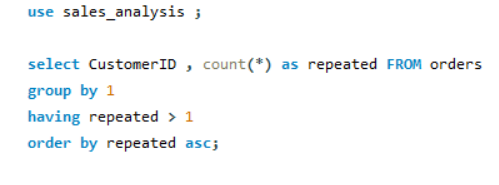 use sales_analysis ;
select CustomerID , count(*) as repeated FROM orders
group by 1
having repeated > 1
order by repeated asc;